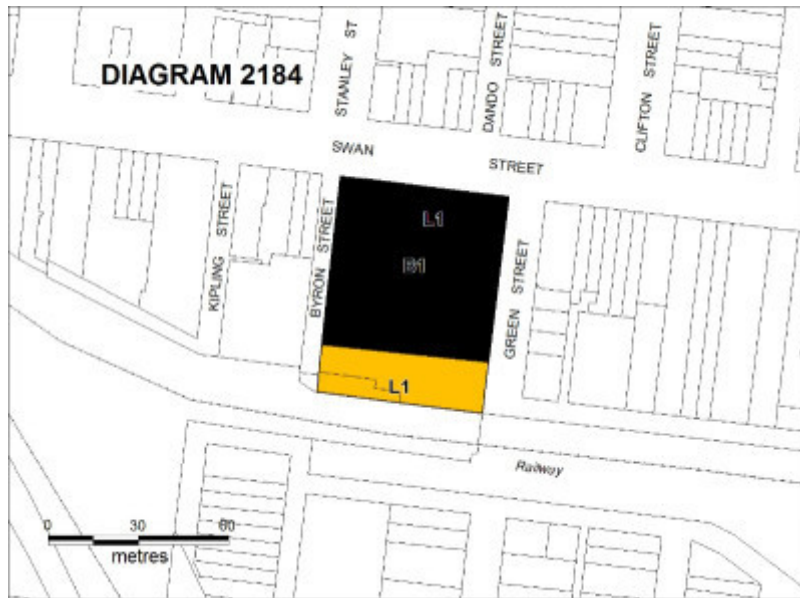 DIAGRAM 2184
STANLEY ST
DANDO STREET
CLIFTON STREET
SWAN STREET
KIPLING STREET
BYRON STREET
GREEN STREET
L1
B1
L1
Railway
0 30 60
metres